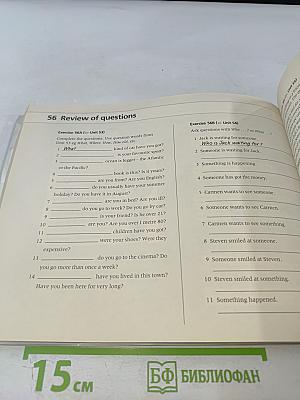 56 Review of questions
Exercise 56A (→ Unit 53)
Complete the questions. Use question words from
Unit 53 eg What, Where, How, How old, etc.
1 What kind of car have you got?
2 is your favourite sport?
3 ocean is bigger – the Atlantic
or the Pacific?
4 book is this? Is it yours?
5 are you from? Are you English?
6 do you usually have your summer
holiday? Do you have it in August?
7 are you in bed? Are you ill?
8 do you go to work? Do you go by car?
9 is your friend? Is he over 21?
10 are you? Are you over 1 metre 80?
11 children have you got?
12 were your shoes? Were they
expensive?
13 do you go to the cinema? Do
you go more than once a week?
14 have you lived in this town?
Have you been here for very long?
Exercise 56B (→ Unit 54)
Ask questions with Who ... ? or What ... ?
1 Jack is waiting for someone.
Who is Jack waiting for?
2 Someone is waiting for Jack.
3 Something is happening.
4 Someone has got the money.
5 Carmen wants to see someone.
6 Someone wants to see Carmen.
7 Carmen wants to see something.
8 Steven smiled at someone.
9 Someone smiled at Steven.
10 Steven smiled at something.
11 Something happened.
15 СМ
БФ БИБЛИОФАН